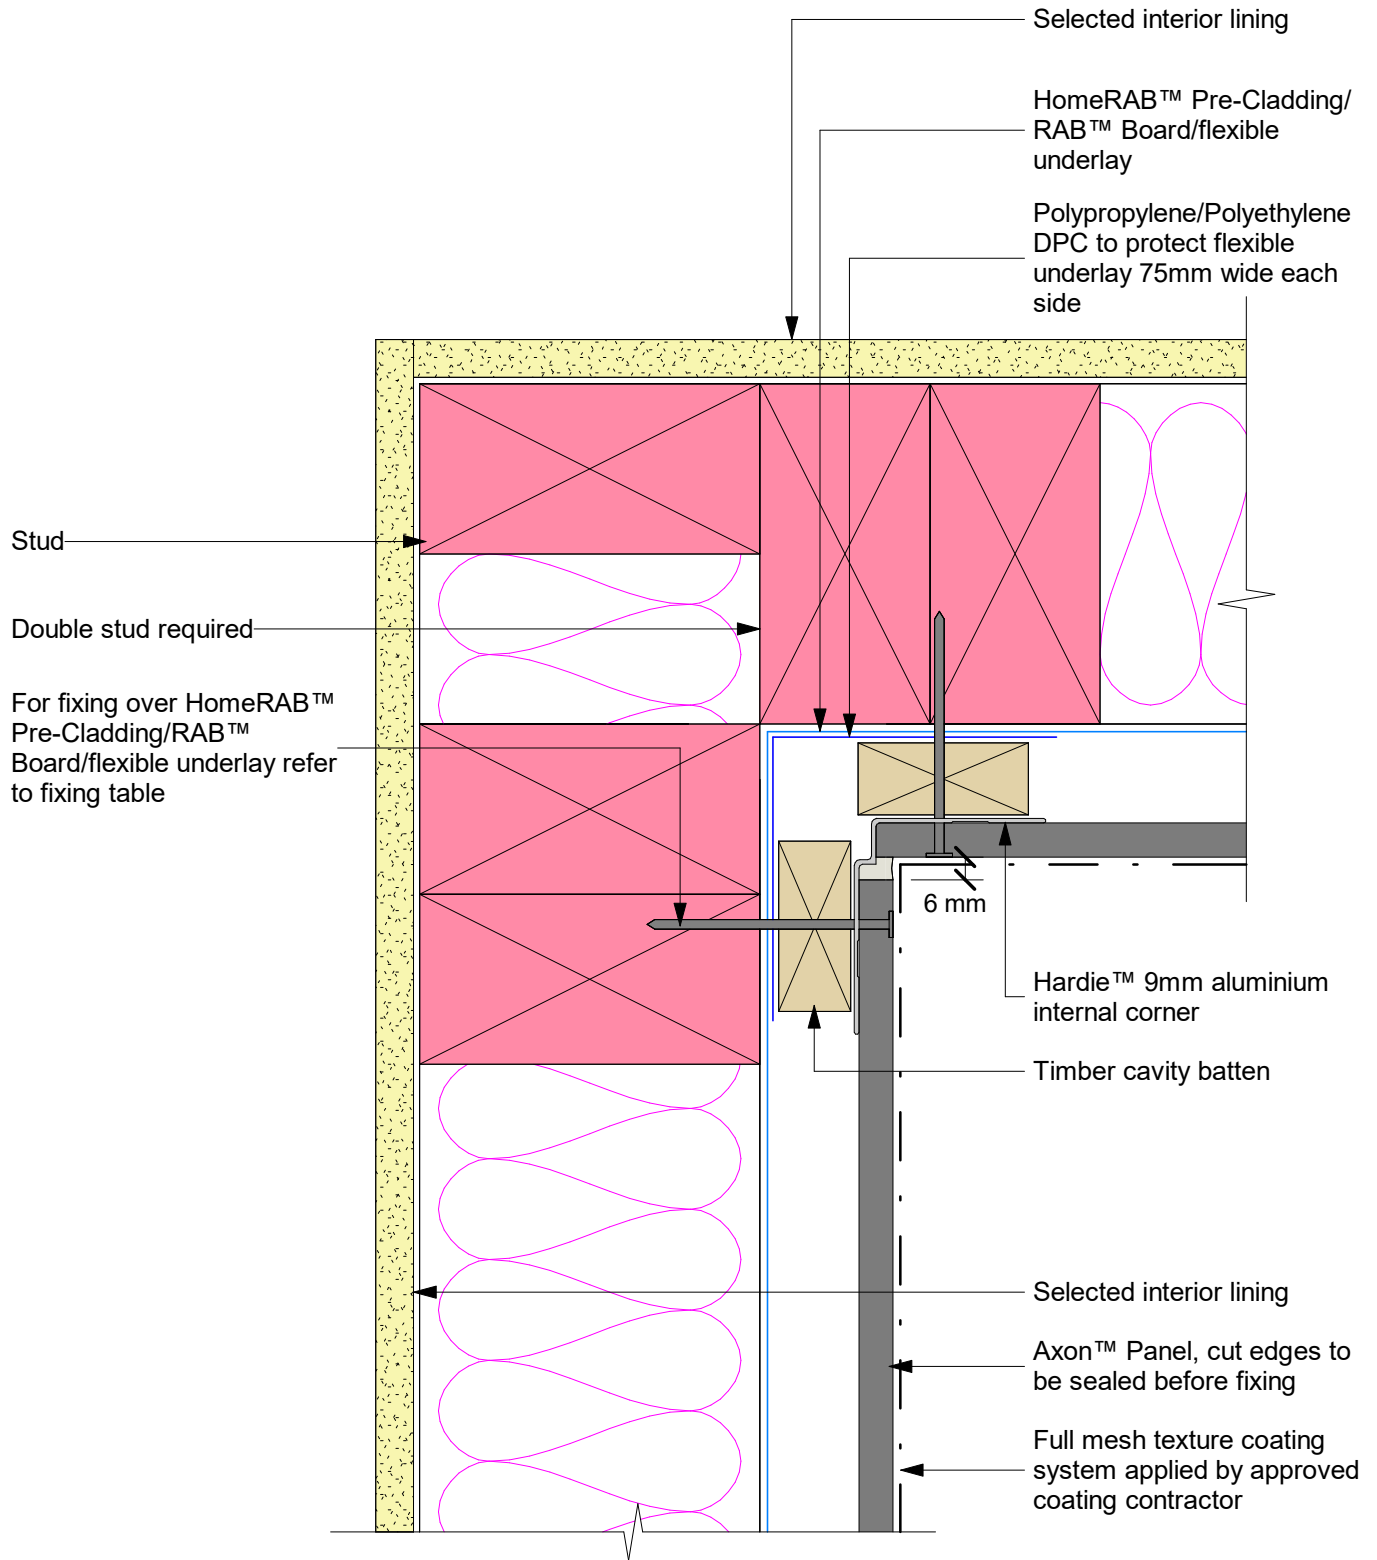 Selected interior lining
HomeRAB™ Pre-Cladding/
RAB™ Board/flexible
underlay
Polypropylene/Polyethylene
DPC to protect flexible
underlay 75mm wide each
side
Stud
Double stud required
For fixing over HomeRAB™
Pre-Cladding/RAB™
Board/flexible underlay refer
to fixing table
6 mm
Hardie™ 9mm aluminium
internal corner
Timber cavity batten
Selected interior lining
Axon™ Panel, cut edges to
be sealed before fixing
Full mesh texture coating
system applied by approved
coating contractor